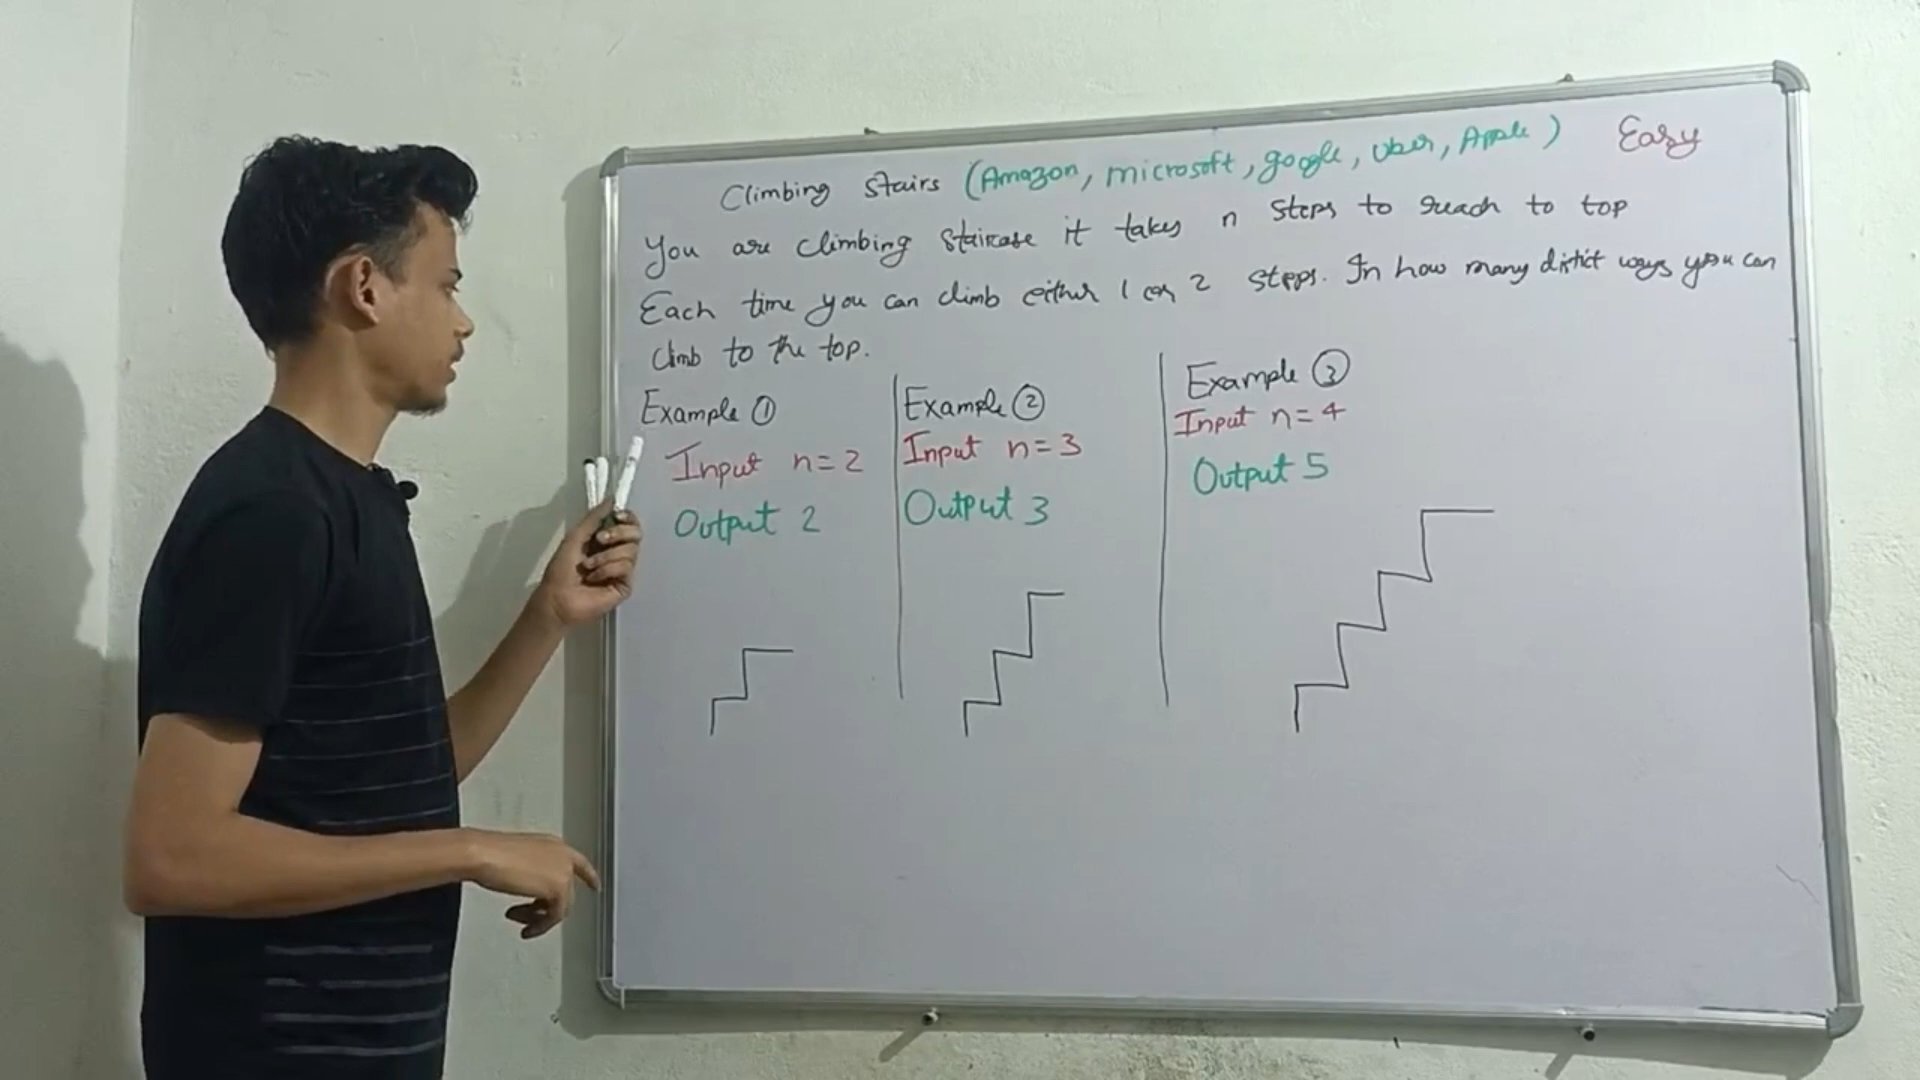 Climbing Stairs (Amazon, microsoft, google, Uber, Apple) Easy
You are climbing staircase it takes n steps to reach to top
Each time you can climb either 1 or 2 steps. In how many distict ways you can
climb to the top.
Example ①
Input n=2
Output 2
Example ②
Input n=3
Output 3
Example ③
Input n=4
Output 5